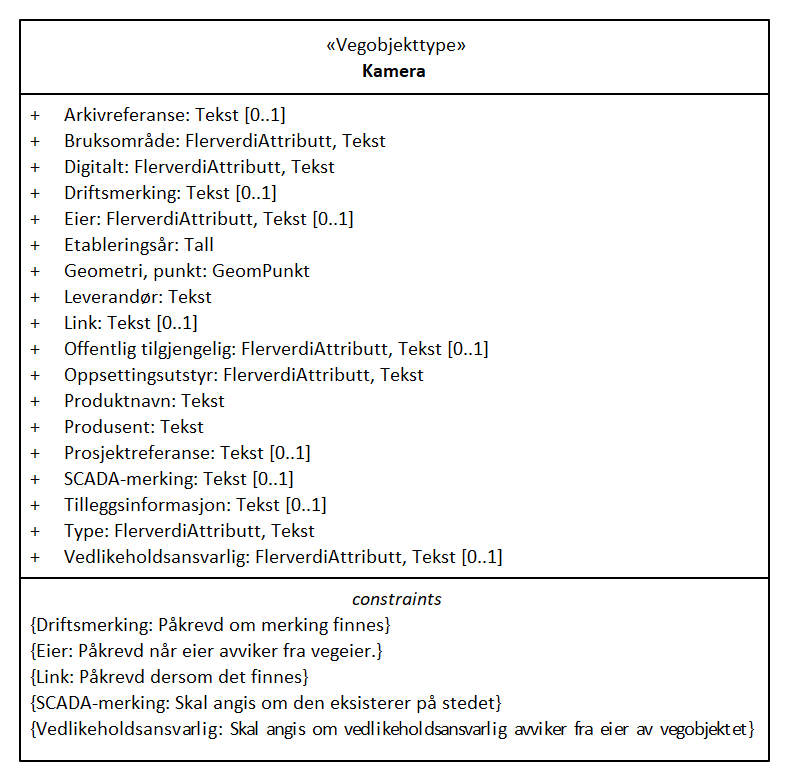 «Vegobjekttype»
Kamera
+ Arkivreferanse: Tekst [0..1]
+ Bruksområde: FlerverdiAttributt, Tekst
+ Digitalt: FlerverdiAttributt, Tekst
+ Driftsmerking: Tekst [0..1]
+ Eier: FlerverdiAttributt, Tekst [0..1]
+ Etableringsår: Tall
+ Geometri, punkt: GeomPunkt
+ Leverandør: Tekst
+ Link: Tekst [0..1]
+ Offentlig tilgjengelig: FlerverdiAttributt, Tekst [0..1]
+ Oppsettingsutstyr: FlerverdiAttributt, Tekst
+ Produktnavn: Tekst
+ Produsent: Tekst
+ Prosjektreferanse: Tekst [0..1]
+ SCADA-merking: Tekst [0..1]
+ Tilleggsinformasjon: Tekst [0..1]
+ Type: FlerverdiAttributt, Tekst
+ Vedlikeholdsansvarlig: FlerverdiAttributt, Tekst [0..1]
constraints
{Driftsmerking: Påkrevd om merking finnes}
{Eier: Påkrevd når eier avviker fra vegeier.}
{Link: Påkrevd dersom det finnes}
{SCADA-merking: Skal angis om den eksisterer på stedet}
{Vedlikeholdsansvarlig: Skal angis om vedlikeholdsansvarlig avviker fra eier av vegobjektet}